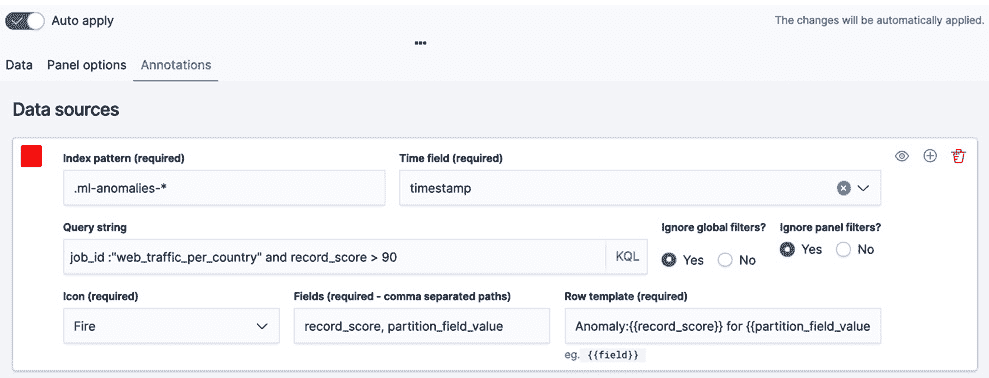 Auto apply
The changes will be automatically applied.
Data Panel options Annotations
Data sources
Index pattern (required)
Time field (required)
.ml-anomalies-*
timestamp
Query string
Ignore global filters?
Ignore panel filters?
job_id :"web_traffic_per_country" and record_score > 90
KQL
Yes No
Yes No
Icon (required)
Fields (required - comma separated paths)
Row template (required)
Fire
record_score, partition_field_value
Anomaly:{{record_score}} for {{partition_field_value
eg. {{field}}